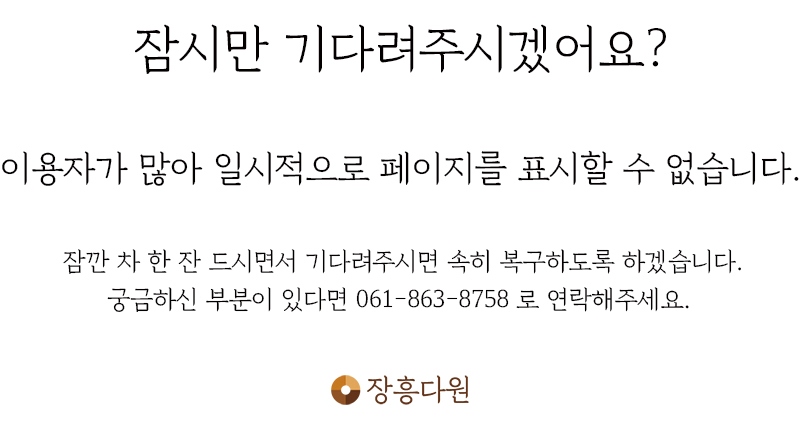 잠시만 기다려주시겠어요?
이용자가 많아 일시적으로 페이지를 표시할 수 없습니다.
잠깐 차 한 잔 드시면서 기다려주시면 속히 복구하도록 하겠습니다.
궁금하신 부분이 있다면 061-863-8758 로 연락해주세요.
장흥다원